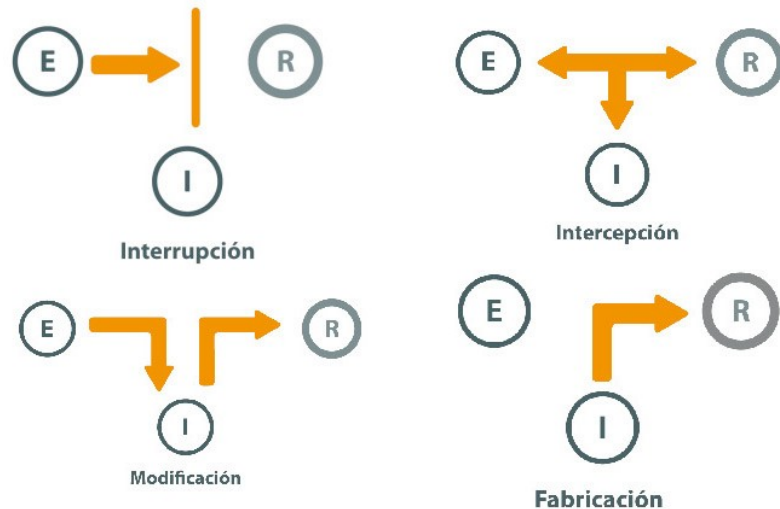 E
R
I
Interrupción
E
R
I
Intercepción
E
R
I
Modificación
E
R
I
Fabricación